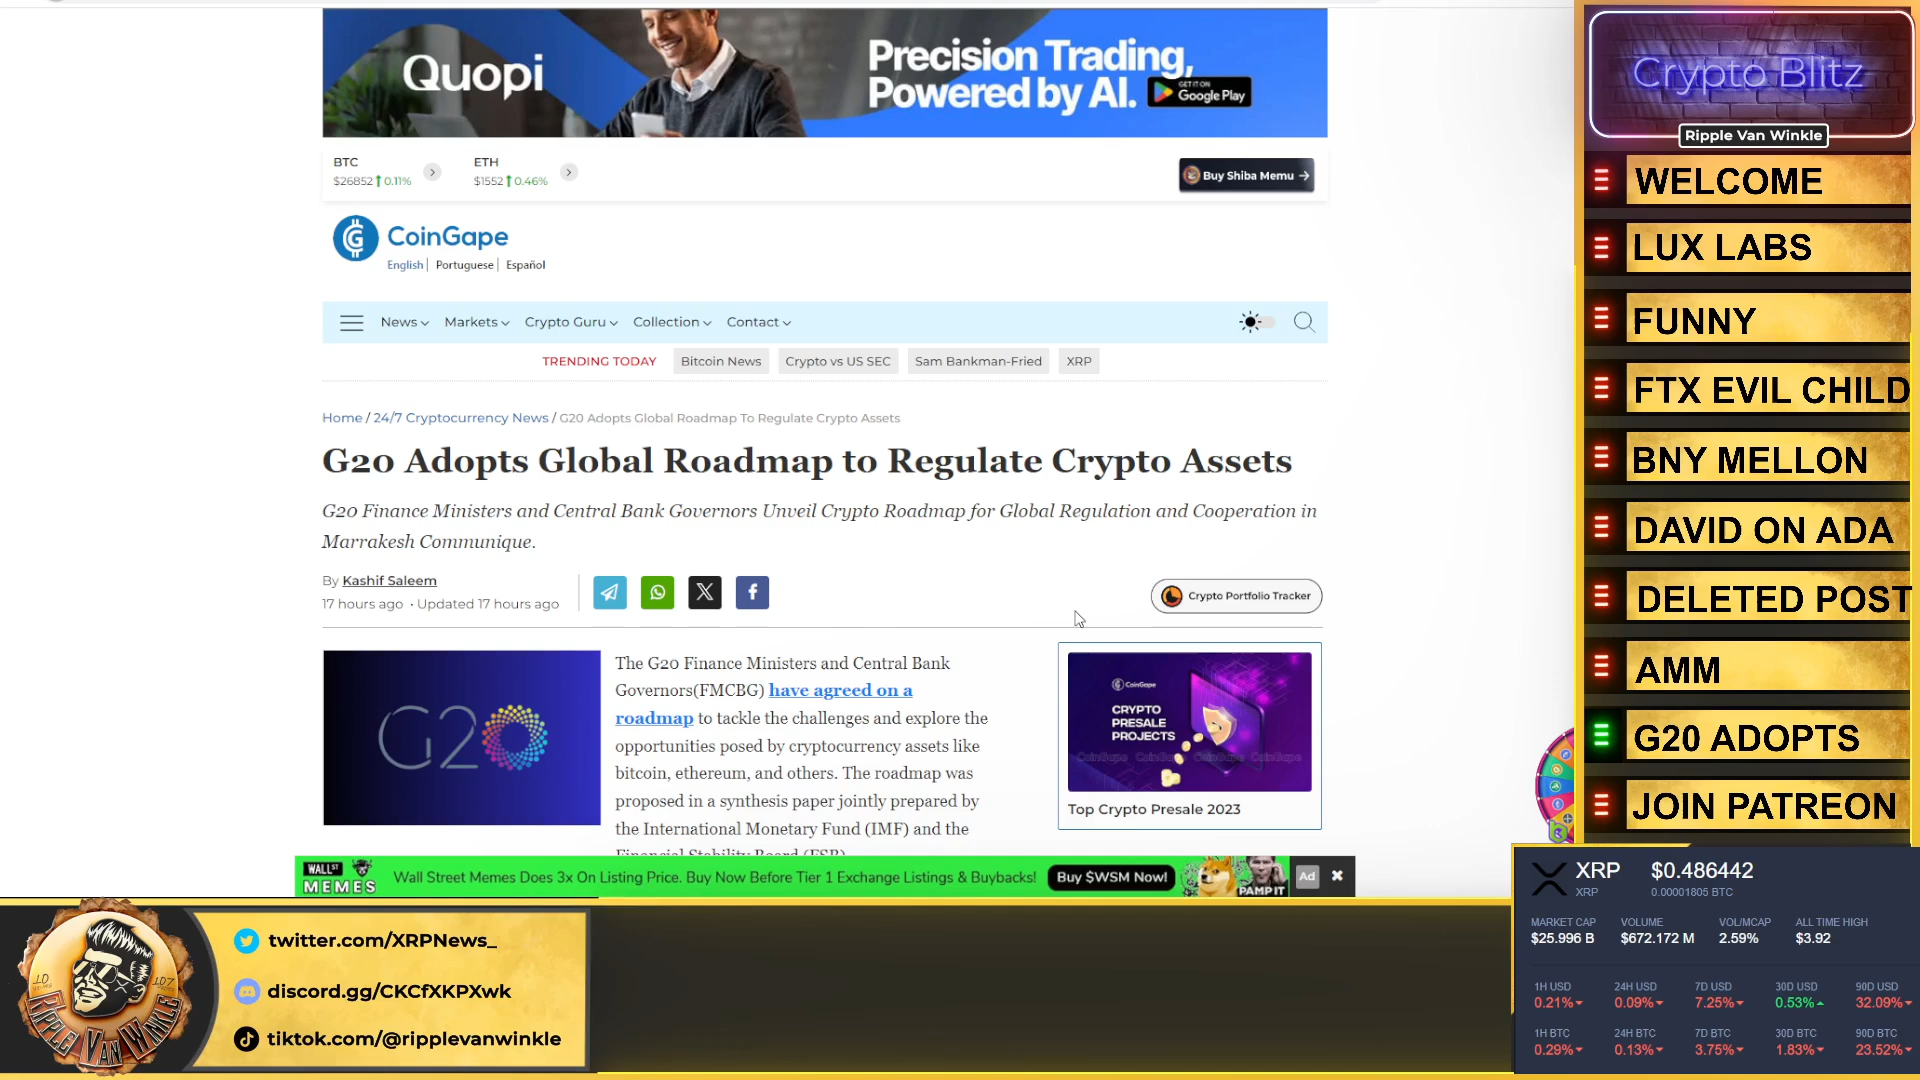 Quopi
Precision Trading,
Powered by AI.
GET IT ON
Google Play
BTC
$26852 0.11%
ETH
$1552 0.46%
Buy Shiba Memu
CoinGape
English | Portuguese | Español
News Markets Crypto Guru Collection Contact
TRENDING TODAY Bitcoin News Crypto vs US SEC Sam Bankman-Fried XRP
Home / 24/7 Cryptocurrency News / G20 Adopts Global Roadmap To Regulate Crypto Assets
G20 Adopts Global Roadmap to Regulate Crypto Assets
G20 Finance Ministers and Central Bank Governors Unveil Crypto Roadmap for Global Regulation and Cooperation in
Marrakesh Communique.
By Kashif Saleem
17 hours ago • Updated 17 hours ago
Crypto Portfolio Tracker
G20
The G20 Finance Ministers and Central Bank
Governors(FMCBG) have agreed on a
roadmap to tackle the challenges and explore the
opportunities posed by cryptocurrency assets like
bitcoin, ethereum, and others. The roadmap was
proposed in a synthesis paper jointly prepared by
the International Monetary Fund (IMF) and the
Financial Stability Board (FSB)
CoinGape
CRYPTO
PRESALE
PROJECTS
CoinGape CoinGape CoinGape CoinGape
Top Crypto Presale 2023
WALL ST
MEMES
Wall Street Memes Does 3x On Listing Price. Buy Now Before Tier 1 Exchange Listings & Buybacks!
Buy $WSM Now!
PAMP IT
Ad
Crypto Blitz
Ripple Van Winkle
WELCOME
LUX LABS
FUNNY
FTX EVIL CHILD
BNY MELLON
DAVID ON ADA
DELETED POST
AMM
G20 ADOPTS
JOIN PATREON
XRP $0.486442
XRP 0.00001805 BTC
MARKET CAP VOLUME VOL/MCAP ALL TIME HIGH
$25.996 B $672.172 M 2.59% $3.92
1H USD 24H USD 7D USD 30D USD 90D USD
0.21% 0.09% 7.25% 0.53% 32.09%
1H BTC 24H BTC 7D BTC 30D BTC 90D BTC
0.29% 0.13% 3.75% 1.83% 23.52%
RIPPLE VAN WINKLE
twitter.com/XRPNews_
discord.gg/CKCfXKPXwk
tiktok.com/@ripplevanwinkle